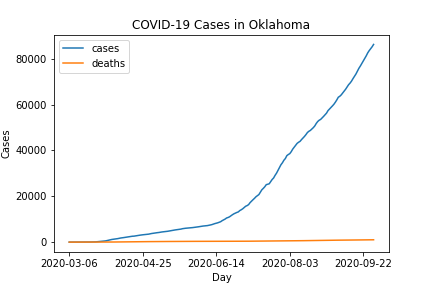 COVID-19 Cases in Oklahoma
cases
deaths
80000
60000
40000
20000
0
Cases
2020-03-06 2020-04-25 2020-06-14 2020-08-03 2020-09-22
Day